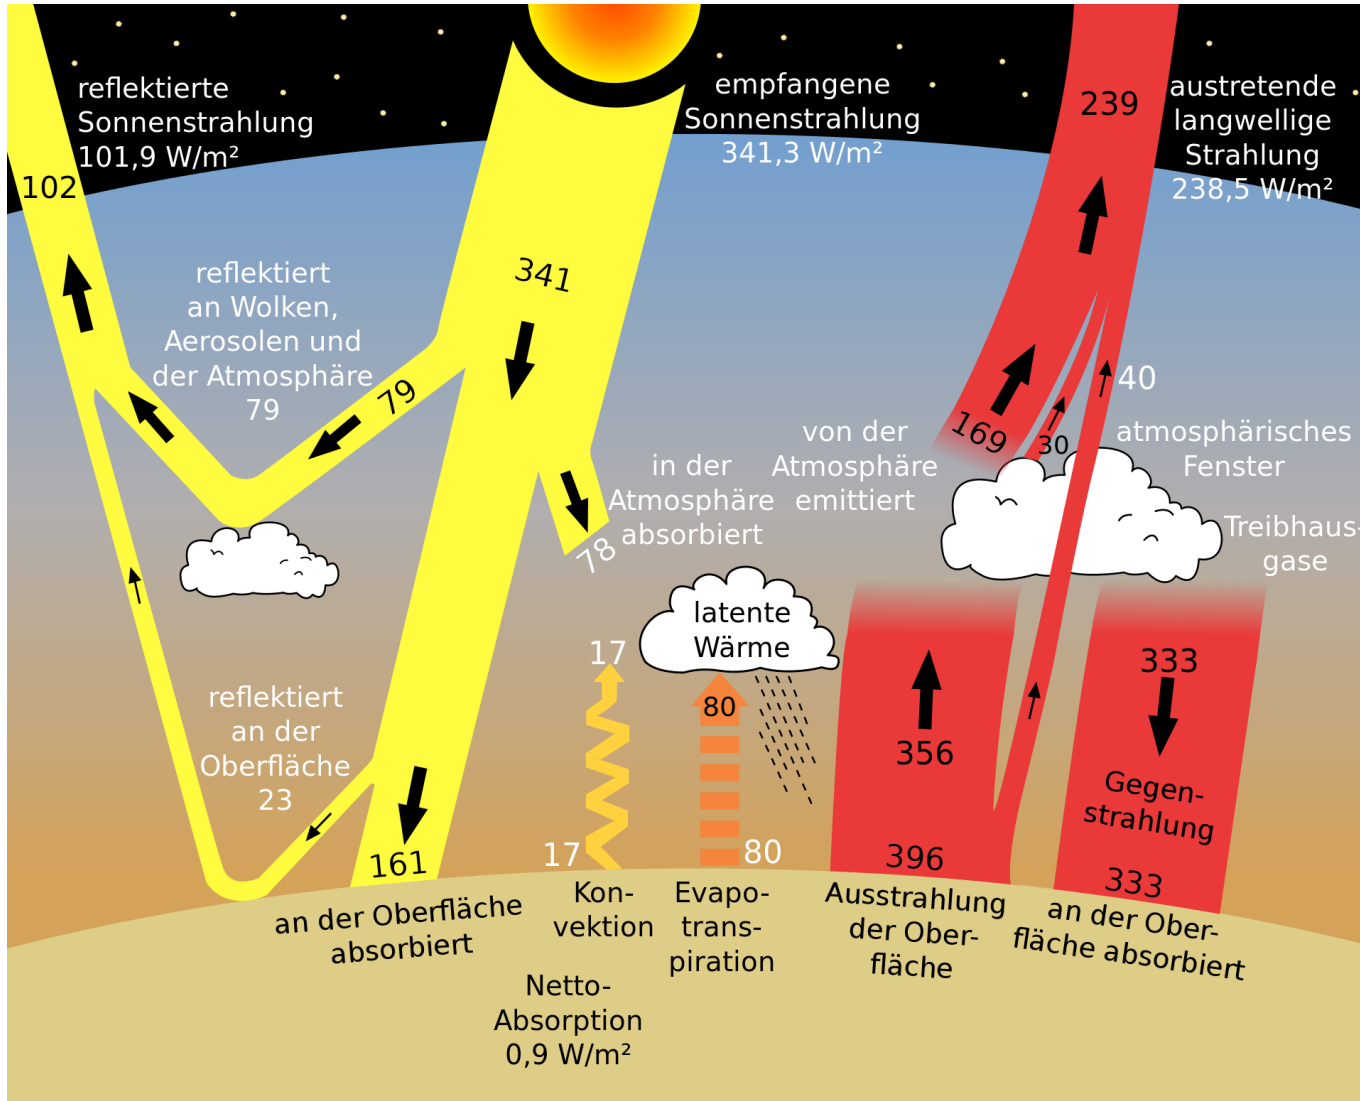 reflektierte
Sonnenstrahlung
101,9 W/m²
102
empfangene
Sonnenstrahlung
341,3 W/m²
239
austretende
langwellige
Strahlung
238,5 W/m²
341
reflektiert
an Wolken,
Aerosolen und
der Atmosphäre
79
79
78
in der
Atmosphäre
absorbiert
von der
Atmosphäre
emittiert
169
30
40
atmosphärisches
Fenster
Treibhaus-
gase
latente
Wärme
17
80
reflektiert
an der
Oberfläche
23
161
an der Oberfläche
absorbiert
17
Kon-
vektion
80
Evapo-
trans-
piration
356
396
Ausstrahlung
der Ober-
fläche
333
Gegen-
strahlung
333
an der Ober-
fläche absorbiert
Netto-
Absorption
0,9 W/m²